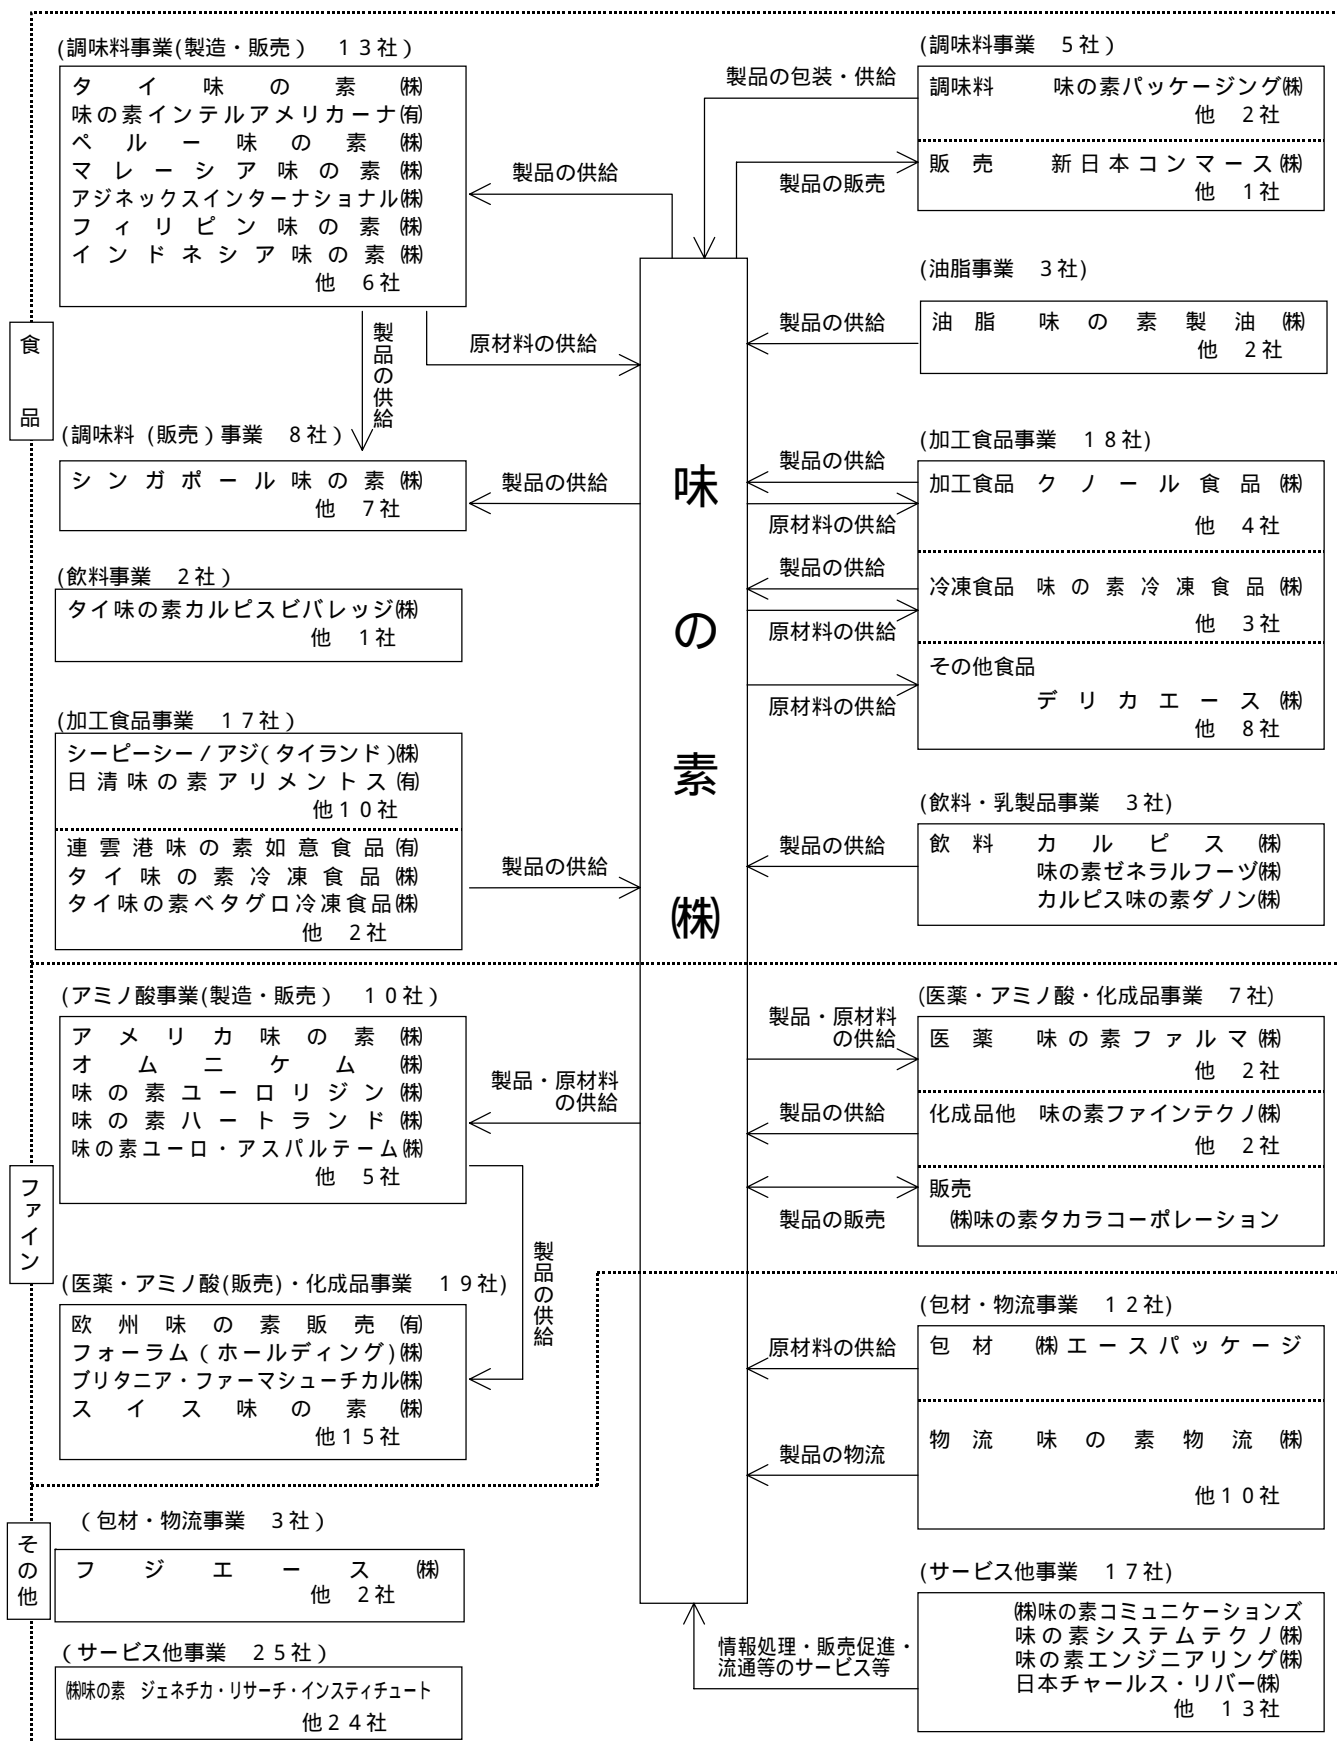 (調味料事業(製造・販売) 13社)
タイ味の素㈱
味の素インテルアメリカーナ㈲
ペルー味の素㈱
マレーシア味の素㈱
アジネックスインターナショナル㈱
フィリピン味の素㈱
インドネシア味の素㈱
他 6社
製品の供給
製品の供給
原材料の供給
(調味料(販売)事業 8社)
シンガポール味の素㈱
他 7社
製品の供給
(飲料事業 2社)
タイ味の素カルピスビバレッジ㈱
他 1社
(加工食品事業 17社)
シーピーシー/アジ(タイランド)㈱
日清味の素アリメントス㈲
他10社
連雲港味の素如意食品㈲
タイ味の素冷凍食品㈱
タイ味の素ベタグロ冷凍食品㈱
他 2社
製品の供給
食品
味の素㈱
(調味料事業 5社)
調味料 味の素パッケージング㈱
他 2社
販売 新日本コンマース㈱
他 1社
製品の包装・供給
製品の販売
(油脂事業 3社)
油脂 味の素製油㈱
他 2社
製品の供給
(加工食品事業 18社)
加工食品 クノール食品㈱
他 4社
製品の供給
原材料の供給
冷凍食品 味の素冷凍食品㈱
他 3社
製品の供給
原材料の供給
その他食品
デリカエース㈱
他 8社
原材料の供給
(飲料・乳製品事業 3社)
飲料 カルピス㈱
味の素ゼネラルフーヅ㈱
カルピス味の素ダノン㈱
製品の供給
ファイン
(アミノ酸事業(製造・販売) 10社)
アメリカ味の素㈱
オムニケム㈱
味の素ユーロリジン㈱
味の素ハートランド㈱
味の素ユーロ・アスパルテーム㈱
他 5社
製品・原材料
の供給
製品の供給
(医薬・アミノ酸(販売)・化成品事業 19社)
欧州味の素販売㈲
フォーラム(ホールディング)㈱
ブリタニア・ファーマシューチカル㈱
スイス味の素㈱
他15社
(医薬・アミノ酸・化成品事業 7社)
医薬 味の素ファルマ㈱
他 2社
製品・原材料
の供給
化成品他 味の素ファインテクノ㈱
他 2社
製品の供給
販売
㈱味の素タカラコーポレーション
製品の販売
その他
(包材・物流事業 3社)
フジエース㈱
他 2社
(サービス他事業 25社)
㈱味の素 ジェネチカ・リサーチ・インスティチュート
他24社
(包材・物流事業 12社)
包材 ㈱エースパッケージ
原材料の供給
物流 味の素物流㈱
他10社
製品の物流
(サービス他事業 17社)
㈱味の素コミュニケーションズ
味の素システムテクノ㈱
味の素エンジニアリング㈱
日本チャールス・リバー㈱
他 13社
情報処理・販売促進・
流通等のサービス等